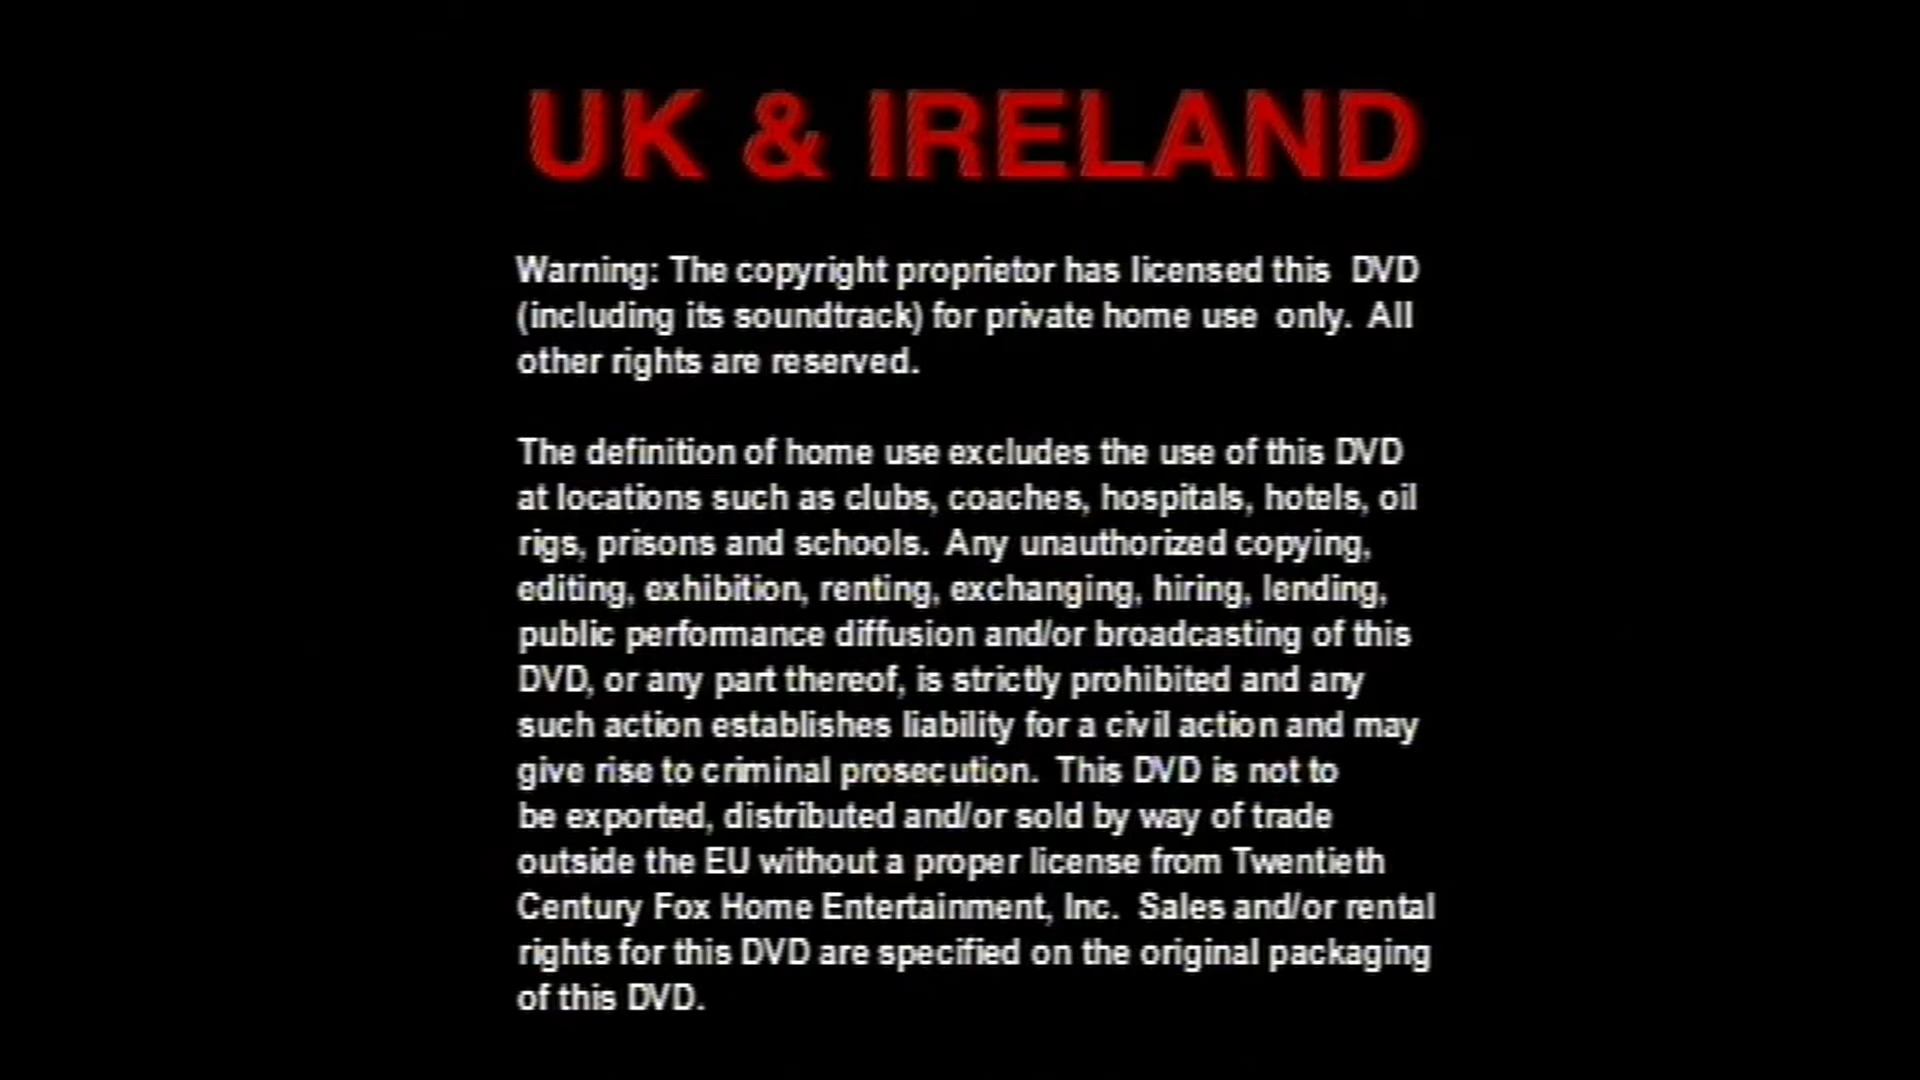 UK & IRELAND
Warning: The copyright proprietor has licensed this DVD
(including its soundtrack) for private home use only. All
other rights are reserved.
The definition of home use excludes the use of this DVD
at locations such as clubs, coaches, hospitals, hotels, oil
rigs, prisons and schools. Any unauthorized copying,
editing, exhibition, renting, exchanging, hiring, lending,
public performance diffusion and/or broadcasting of this
DVD, or any part thereof, is strictly prohibited and any
such action establishes liability for a civil action and may
give rise to criminal prosecution. This DVD is not to
be exported, distributed and/or sold by way of trade
outside the EU without a proper license from Twentieth
Century Fox Home Entertainment, Inc. Sales and/or rental
rights for this DVD are specified on the original packaging
of this DVD.